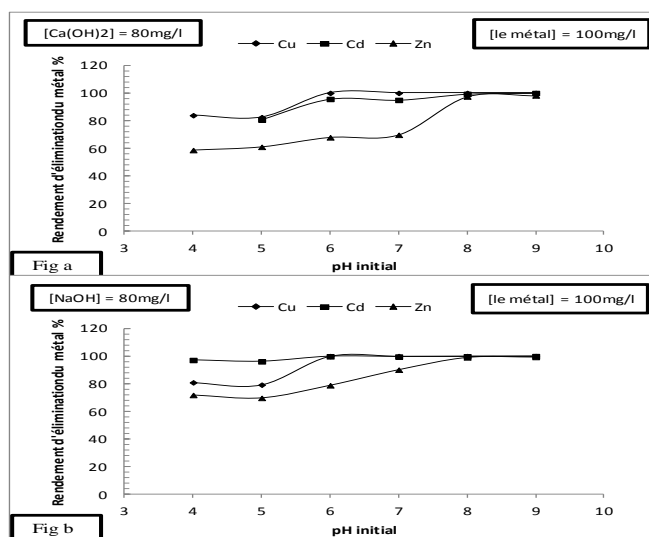 [Ca(OH)2] = 80mg/l
[le métal] = 100mg/l
Cu Cd Zn
Rendement d'éliminationdu métal %
120
100
80
60
40
20
0
3 4 5 6 7 8 9 10
pH initial
Fig a
[NaOH] = 80mg/l
[le métal] = 100mg/l
Cu Cd Zn
Rendement d'éliminationdu métal %
120
100
80
60
40
20
0
3 4 5 6 7 8 9 10
pH initial
Fig b